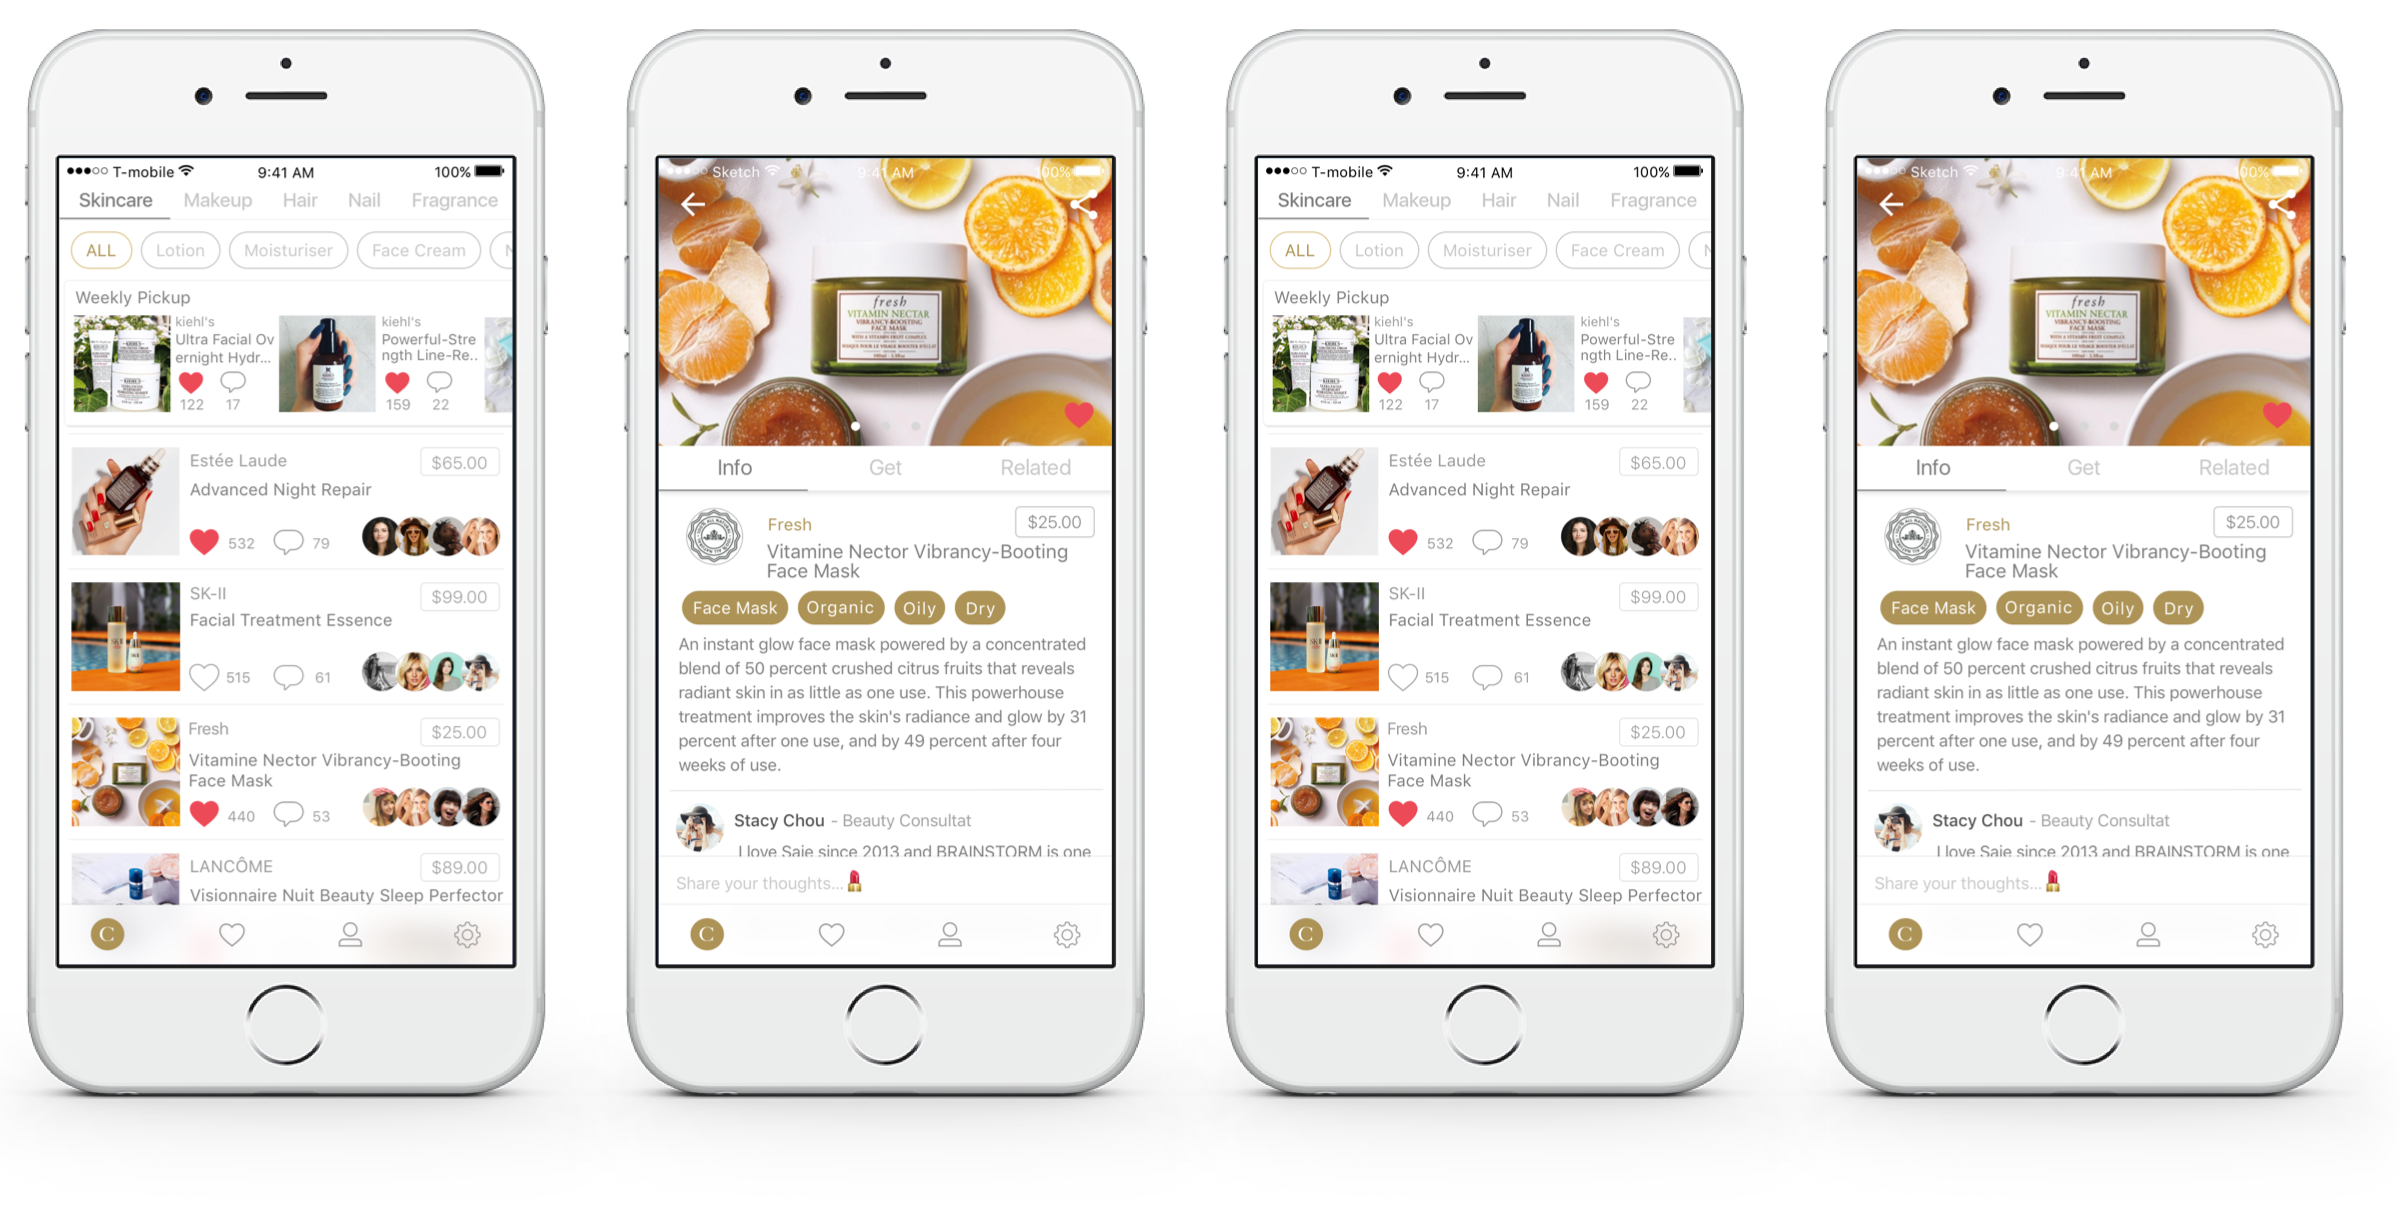 T-mobile 9:41 AM 100%
Skincare Makeup Hair Nail Fragrance
ALL Lotion Moisturiser Face Cream
Weekly Pickup
kiehl's
Ultra Facial Ov
ernight Hydr...
122 17
kiehl's
Powerful-Stre
ngth Line-Re..
159 22
Estée Laude $65.00
Advanced Night Repair
532 79
SK-II $99.00
Facial Treatment Essence
515 61
Fresh $25.00
Vitamine Nectar Vibrancy-Booting
Face Mask
440 53
LANCÔME $89.00
Visionnaire Nuit Beauty Sleep Perfector
C
Sketch 9:41 AM 100%
fresh
VITAMIN NECTAR
VIBRANCY-BOOSTING
FACE MASK
Info Get Related
Fresh $25.00
Vitamine Nector Vibrancy-Booting
Face Mask
Face Mask Organic Oily Dry
An instant glow face mask powered by a concentrated
blend of 50 percent crushed citrus fruits that reveals
radiant skin in as little as one use. This powerhouse
treatment improves the skin's radiance and glow by 31
percent after one use, and by 49 percent after four
weeks of use.
Stacy Chou - Beauty Consultat
I love Saie since 2013 and BRAINSTORM is one
Share your thoughts...
C
T-mobile 9:41 AM 100%
Skincare Makeup Hair Nail Fragrance
ALL Lotion Moisturiser Face Cream
Weekly Pickup
kiehl's
Ultra Facial Ov
ernight Hydr...
122 17
kiehl's
Powerful-Stre
ngth Line-Re..
159 22
Estée Laude $65.00
Advanced Night Repair
532 79
SK-II $99.00
Facial Treatment Essence
515 61
Fresh $25.00
Vitamine Nectar Vibrancy-Booting
Face Mask
440 53
LANCÔME $89.00
Visionnaire Nuit Beauty Sleep Perfector
C
Sketch 9:41 AM 100%
fresh
VITAMIN NECTAR
VIBRANCY-BOOSTING
FACE MASK
Info Get Related
Fresh $25.00
Vitamine Nector Vibrancy-Booting
Face Mask
Face Mask Organic Oily Dry
An instant glow face mask powered by a concentrated
blend of 50 percent crushed citrus fruits that reveals
radiant skin in as little as one use. This powerhouse
treatment improves the skin's radiance and glow by 31
percent after one use, and by 49 percent after four
weeks of use.
Stacy Chou - Beauty Consultat
I love Saie since 2013 and BRAINSTORM is one
Share your thoughts...
C